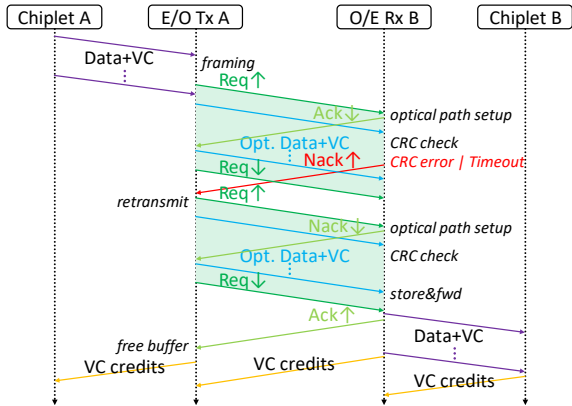 Chiplet A
E/O Tx A
O/E Rx B
Chiplet B
Data+VC
framing
Req↑
optical path setup
Ack↓
Opt. Data+VC
CRC check
Nack↑
CRC error | Timeout
Req↓
Req↑
retransmit
Nack↓
optical path setup
Opt. Data+VC
CRC check
Req↓
store&fwd
Ack↑
Data+VC
free buffer
VC credits
VC credits
VC credits